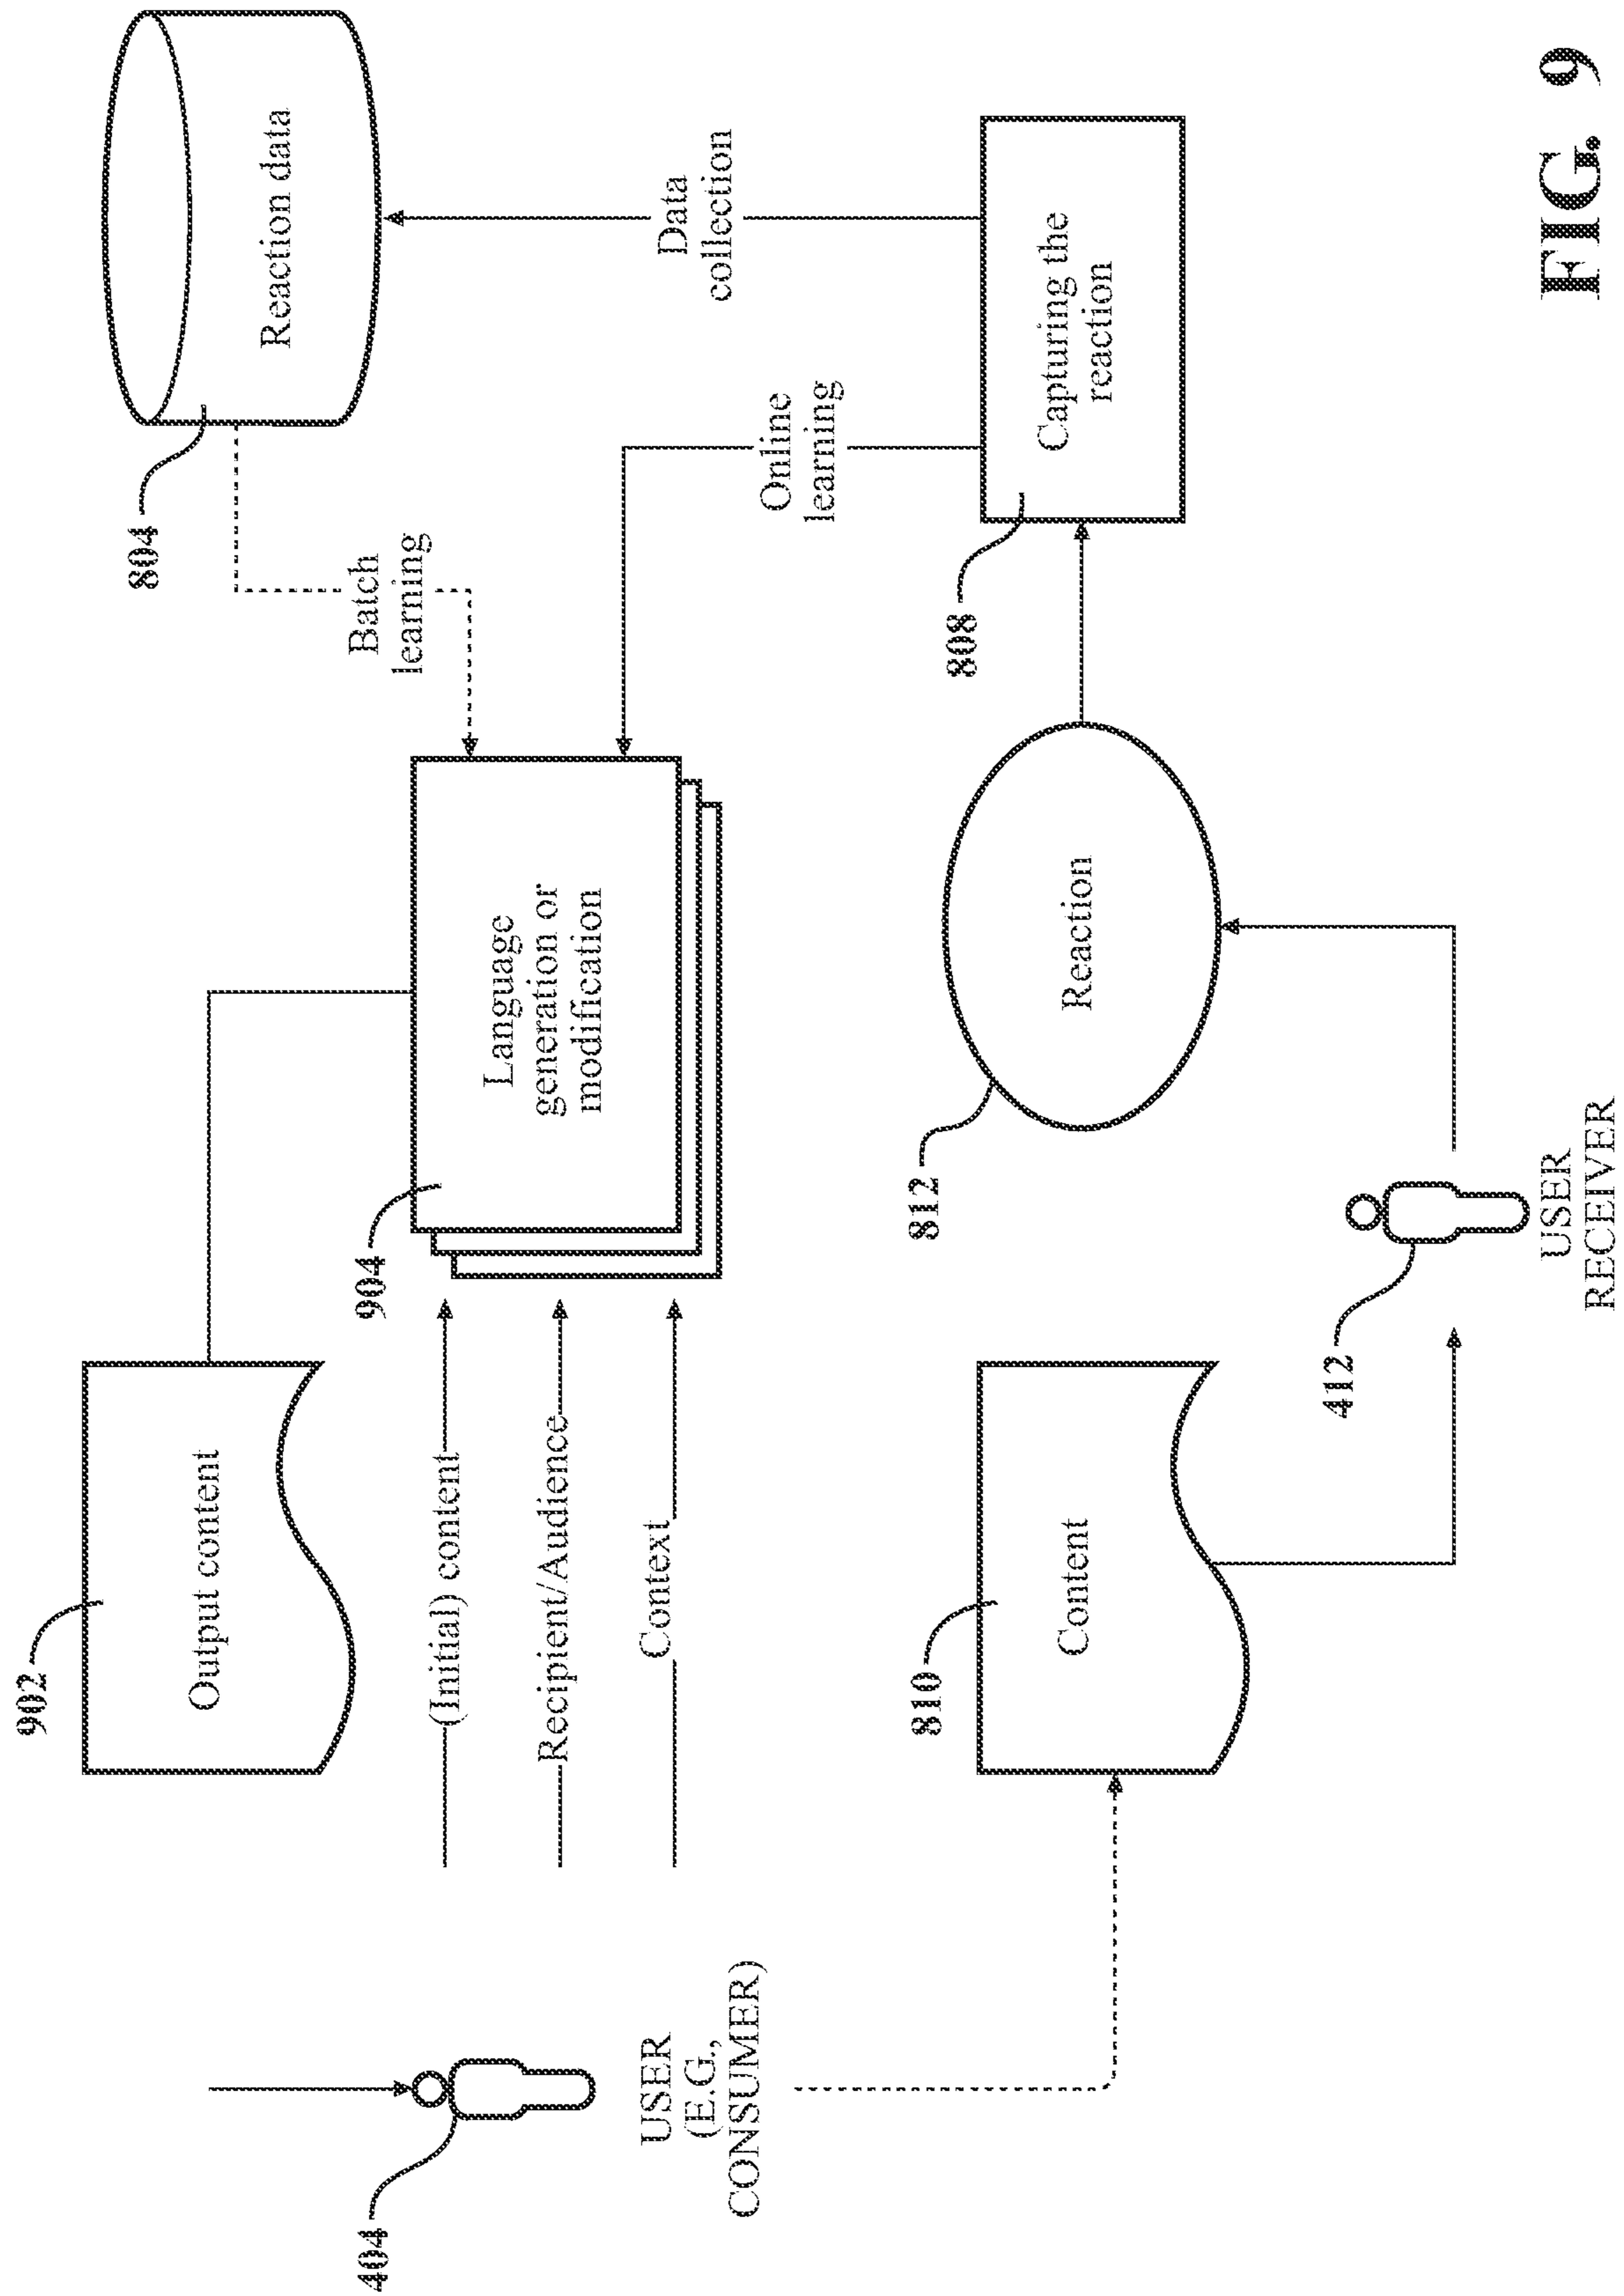 902
Output content
804
Reaction data
Batch
learning
904
Language
generation or
modification
(Initial) content
Recipient/Audience
Context
404
USER
(E.G.,
CONSUMER)
Online
learning
Data
collection
810
Content
812
Reaction
808
Capturing the
reaction
412
USER
RECEIVER
FIG. 9